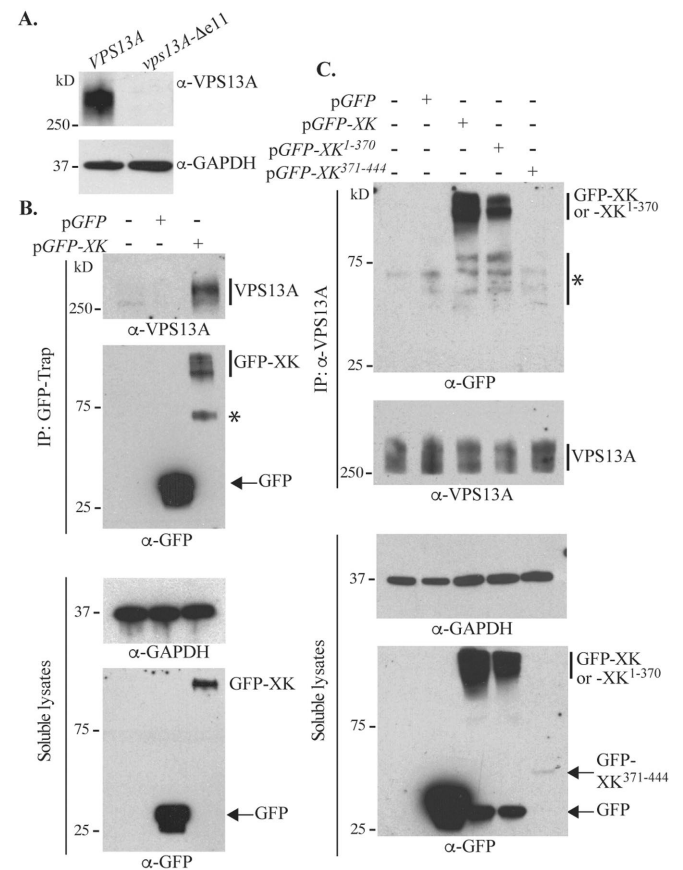 A.
VPS13A vps13A-Δe11
kD
α-VPS13A
250
37 α-GAPDH
B.
pGFP - + -
pGFP-XK - - +
kD
VPS13A
250
α-VPS13A
IP: GFP-Trap
GFP-XK
75
*
GFP
25
α-GFP
37
α-GAPDH
Soluble lysates
GFP-XK
75
GFP
25
α-GFP
C.
pGFP - + - - -
pGFP-XK - - + - -
pGFP-XK1-370 - - - + -
pGFP-XK371-444 - - - - +
kD
GFP-XK
or -XK1-370
75
*
IP: α-VPS13A
25
α-GFP
VPS13A
250
α-VPS13A
37
α-GAPDH
Soluble lysates
GFP-XK
or -XK1-370
75
GFP-
XK371-444
GFP
25
α-GFP